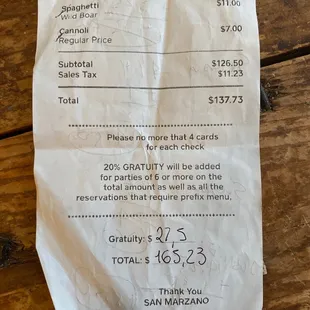 Spaghetti $11.00
Wild Boar
Cannoli $7.00
Regular Price
Subtotal $126.50
Sales Tax $11.23
Total $137.73
Please no more that 4 cards
for each check
20% GRATUITY will be added
for parties of 6 or more on the
total amount as well as all the
reservations that require prefix menu.
Gratuity: $ 27,5
TOTAL: $ 165,23
Thank You
SAN MARZANO